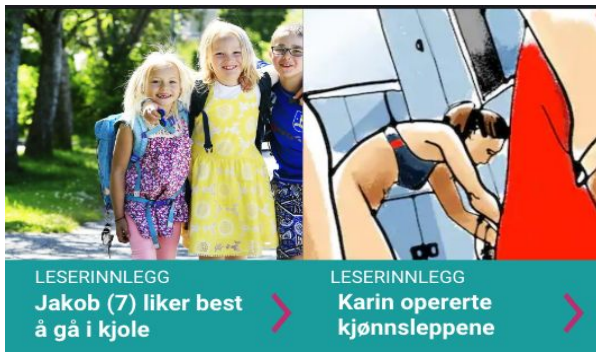 LESERINNLEGG
Jakob (7) liker best
å gå i kjole
LESERINNLEGG
Karin opererte
kjønnsleppene